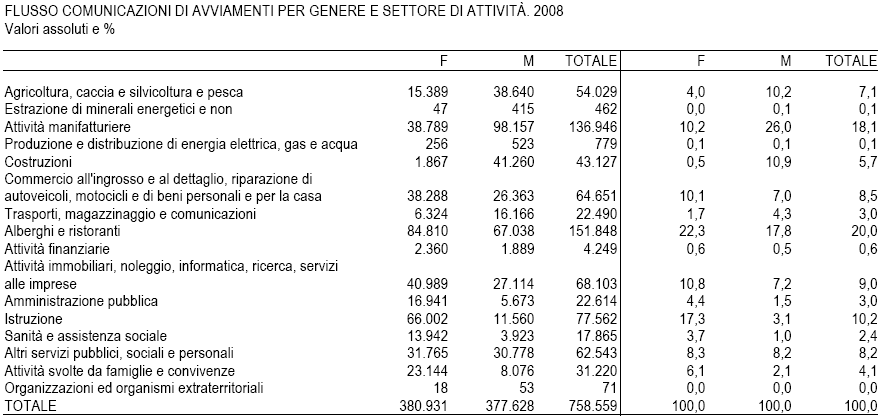 FLUSSO COMUNICAZIONI DI AVVIAMENTI PER GENERE E SETTORE DI ATTIVITÀ. 2008
Valori assoluti e %
F M TOTALE F M TOTALE
Agricoltura, caccia e silvicoltura e pesca 15.389 38.640 54.029 4,0 10,2 7,1
Estrazione di minerali energetici e non 47 415 462 0,0 0,1 0,1
Attività manifatturiere 38.789 98.157 136.946 10,2 26,0 18,1
Produzione e distribuzione di energia elettrica, gas e acqua 256 523 779 0,1 0,1 0,1
Costruzioni 1.867 41.260 43.127 0,5 10,9 5,7
Commercio all'ingrosso e al dettaglio, riparazione di
autoveicoli, motocicli e di beni personali e per la casa 38.288 26.363 64.651 10,1 7,0 8,5
Trasporti, magazzinaggio e comunicazioni 6.324 16.166 22.490 1,7 4,3 3,0
Alberghi e ristoranti 84.810 67.038 151.848 22,3 17,8 20,0
Attività finanziarie 2.360 1.889 4.249 0,6 0,5 0,6
Attività immobiliari, noleggio, informatica, ricerca, servizi
alle imprese 40.989 27.114 68.103 10,8 7,2 9,0
Amministrazione pubblica 16.941 5.673 22.614 4,4 1,5 3,0
Istruzione 66.002 11.560 77.562 17,3 3,1 10,2
Sanità e assistenza sociale 13.942 3.923 17.865 3,7 1,0 2,4
Altri servizi pubblici, sociali e personali 31.765 30.778 62.543 8,3 8,2 8,2
Attività svolte da famiglie e convivenze 23.144 8.076 31.220 6,1 2,1 4,1
Organizzazioni ed organismi extraterritoriali 18 53 71 0,0 0,0 0,0
TOTALE 380.931 377.628 758.559 100,0 100,0 100,0